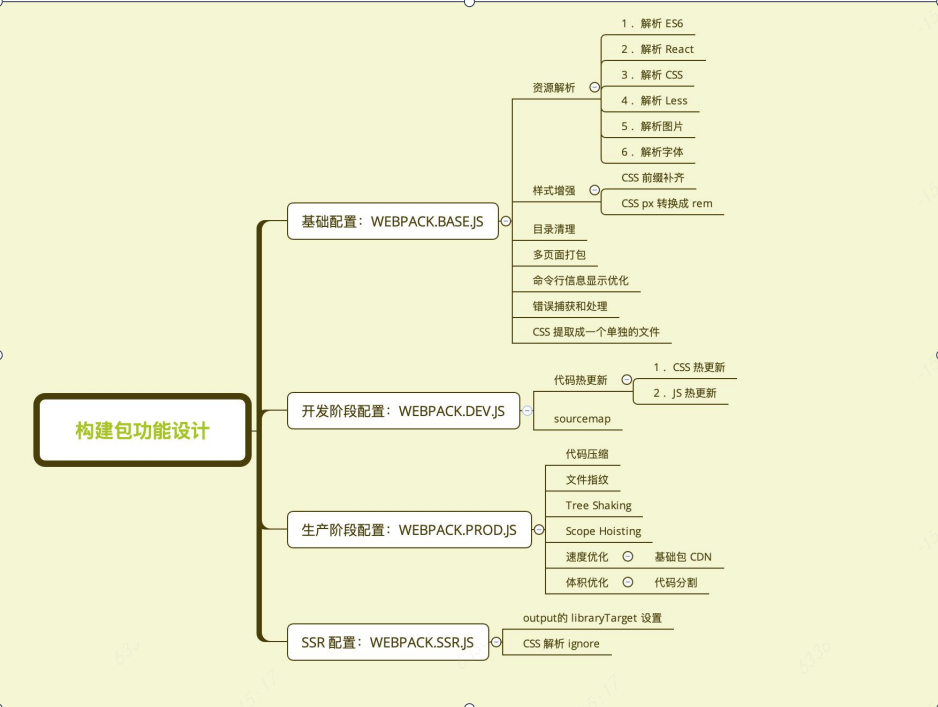 构建包功能设计
基础配置：WEBPACK.BASE.JS
资源解析
1．解析 ES6
2．解析 React
3．解析 CSS
4．解析 Less
5．解析图片
6．解析字体
样式增强
CSS 前缀补齐
CSS px 转换成 rem
目录清理
多页面打包
命令行信息显示优化
错误捕获和处理
CSS 提取成一个单独的文件
开发阶段配置：WEBPACK.DEV.JS
代码热更新
1．CSS 热更新
2．JS 热更新
sourcemap
生产阶段配置：WEBPACK.PROD.JS
代码压缩
文件指纹
Tree Shaking
Scope Hoisting
速度优化
基础包 CDN
体积优化
代码分割
SSR 配置：WEBPACK.SSR.JS
output的 libraryTarget 设置
CSS 解析 ignore